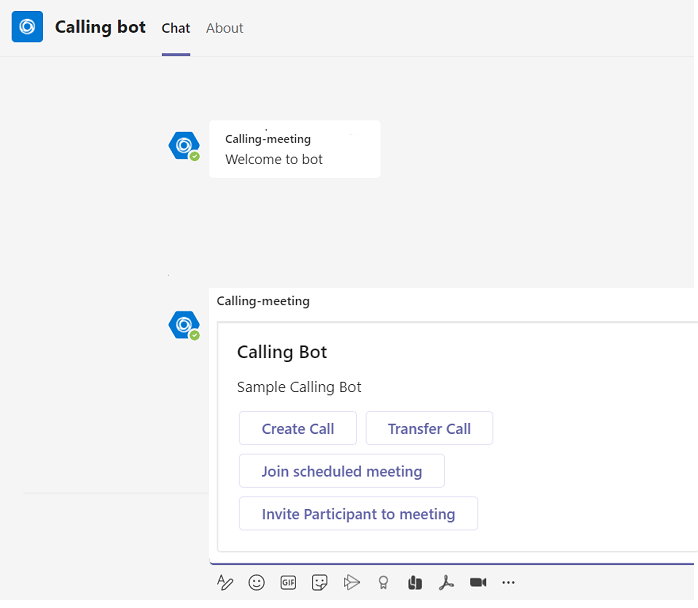 Calling bot Chat About
Calling-meeting
Welcome to bot
Calling-meeting
Calling Bot
Sample Calling Bot
Create Call Transfer Call
Join scheduled meeting
Invite Participant to meeting
GIF